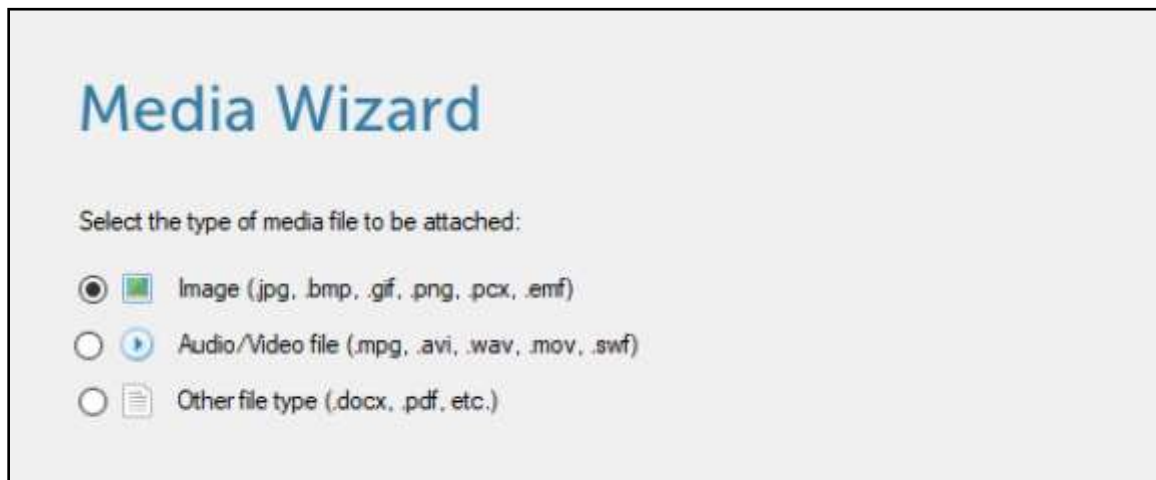 Media Wizard
Select the type of media file to be attached:
Image (.jpg, .bmp, .gif, .png, .pcx, .emf)
Audio/Video file (.mpg, .avi, .wav, .mov, .swf)
Other file type (.docx, .pdf, etc.)